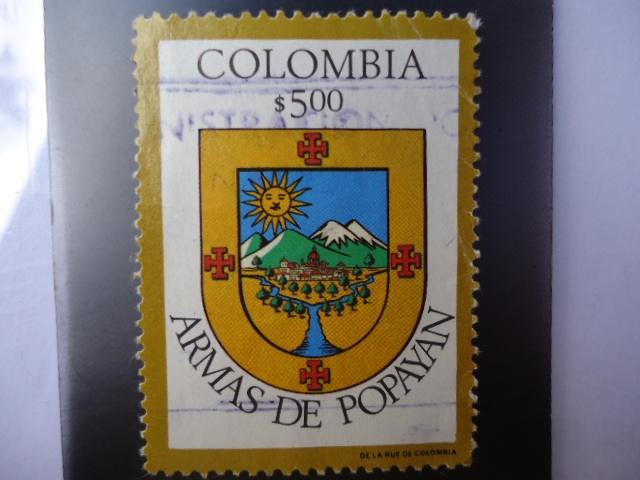 COLOMBIA
$5.00
ARMAS DE POPAYAN
DE LA RUE DE COLOMBIA